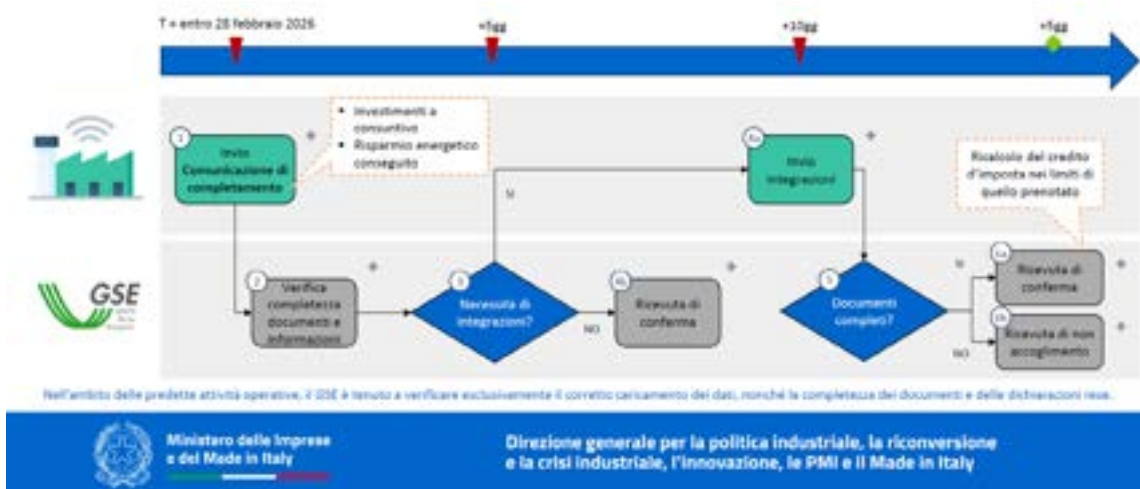 T = entro 28 febbraio 2026
+5gg
+10gg
+5gg
1
Invio
Comunicazione di
completamento
Investimenti a
consuntivo
Risparmio energetico
conseguito
Invio
integrazioni
Ricalcolo del credito
d'imposta nei limiti di
quello prenotato
SI
GSE
2
Verifica
completezza
documenti e
informazioni
3
Necessità di
integrazioni?
NO
Ricevuta di
conferma
5
Documenti
completi?
SI
NO
Ricevuta di
conferma
Ricevuta di non
accoglimento
Nell'ambito delle predette attività operative, il GSE è tenuto a verificare esclusivamente il corretto caricamento dei dati, nonché la completezza dei documenti e delle dichiarazioni rese.
Ministero delle Imprese
e del Made in Italy
Direzione generale per la politica industriale, la riconversione
e la crisi industriale, l'innovazione, le PMI e il Made in Italy